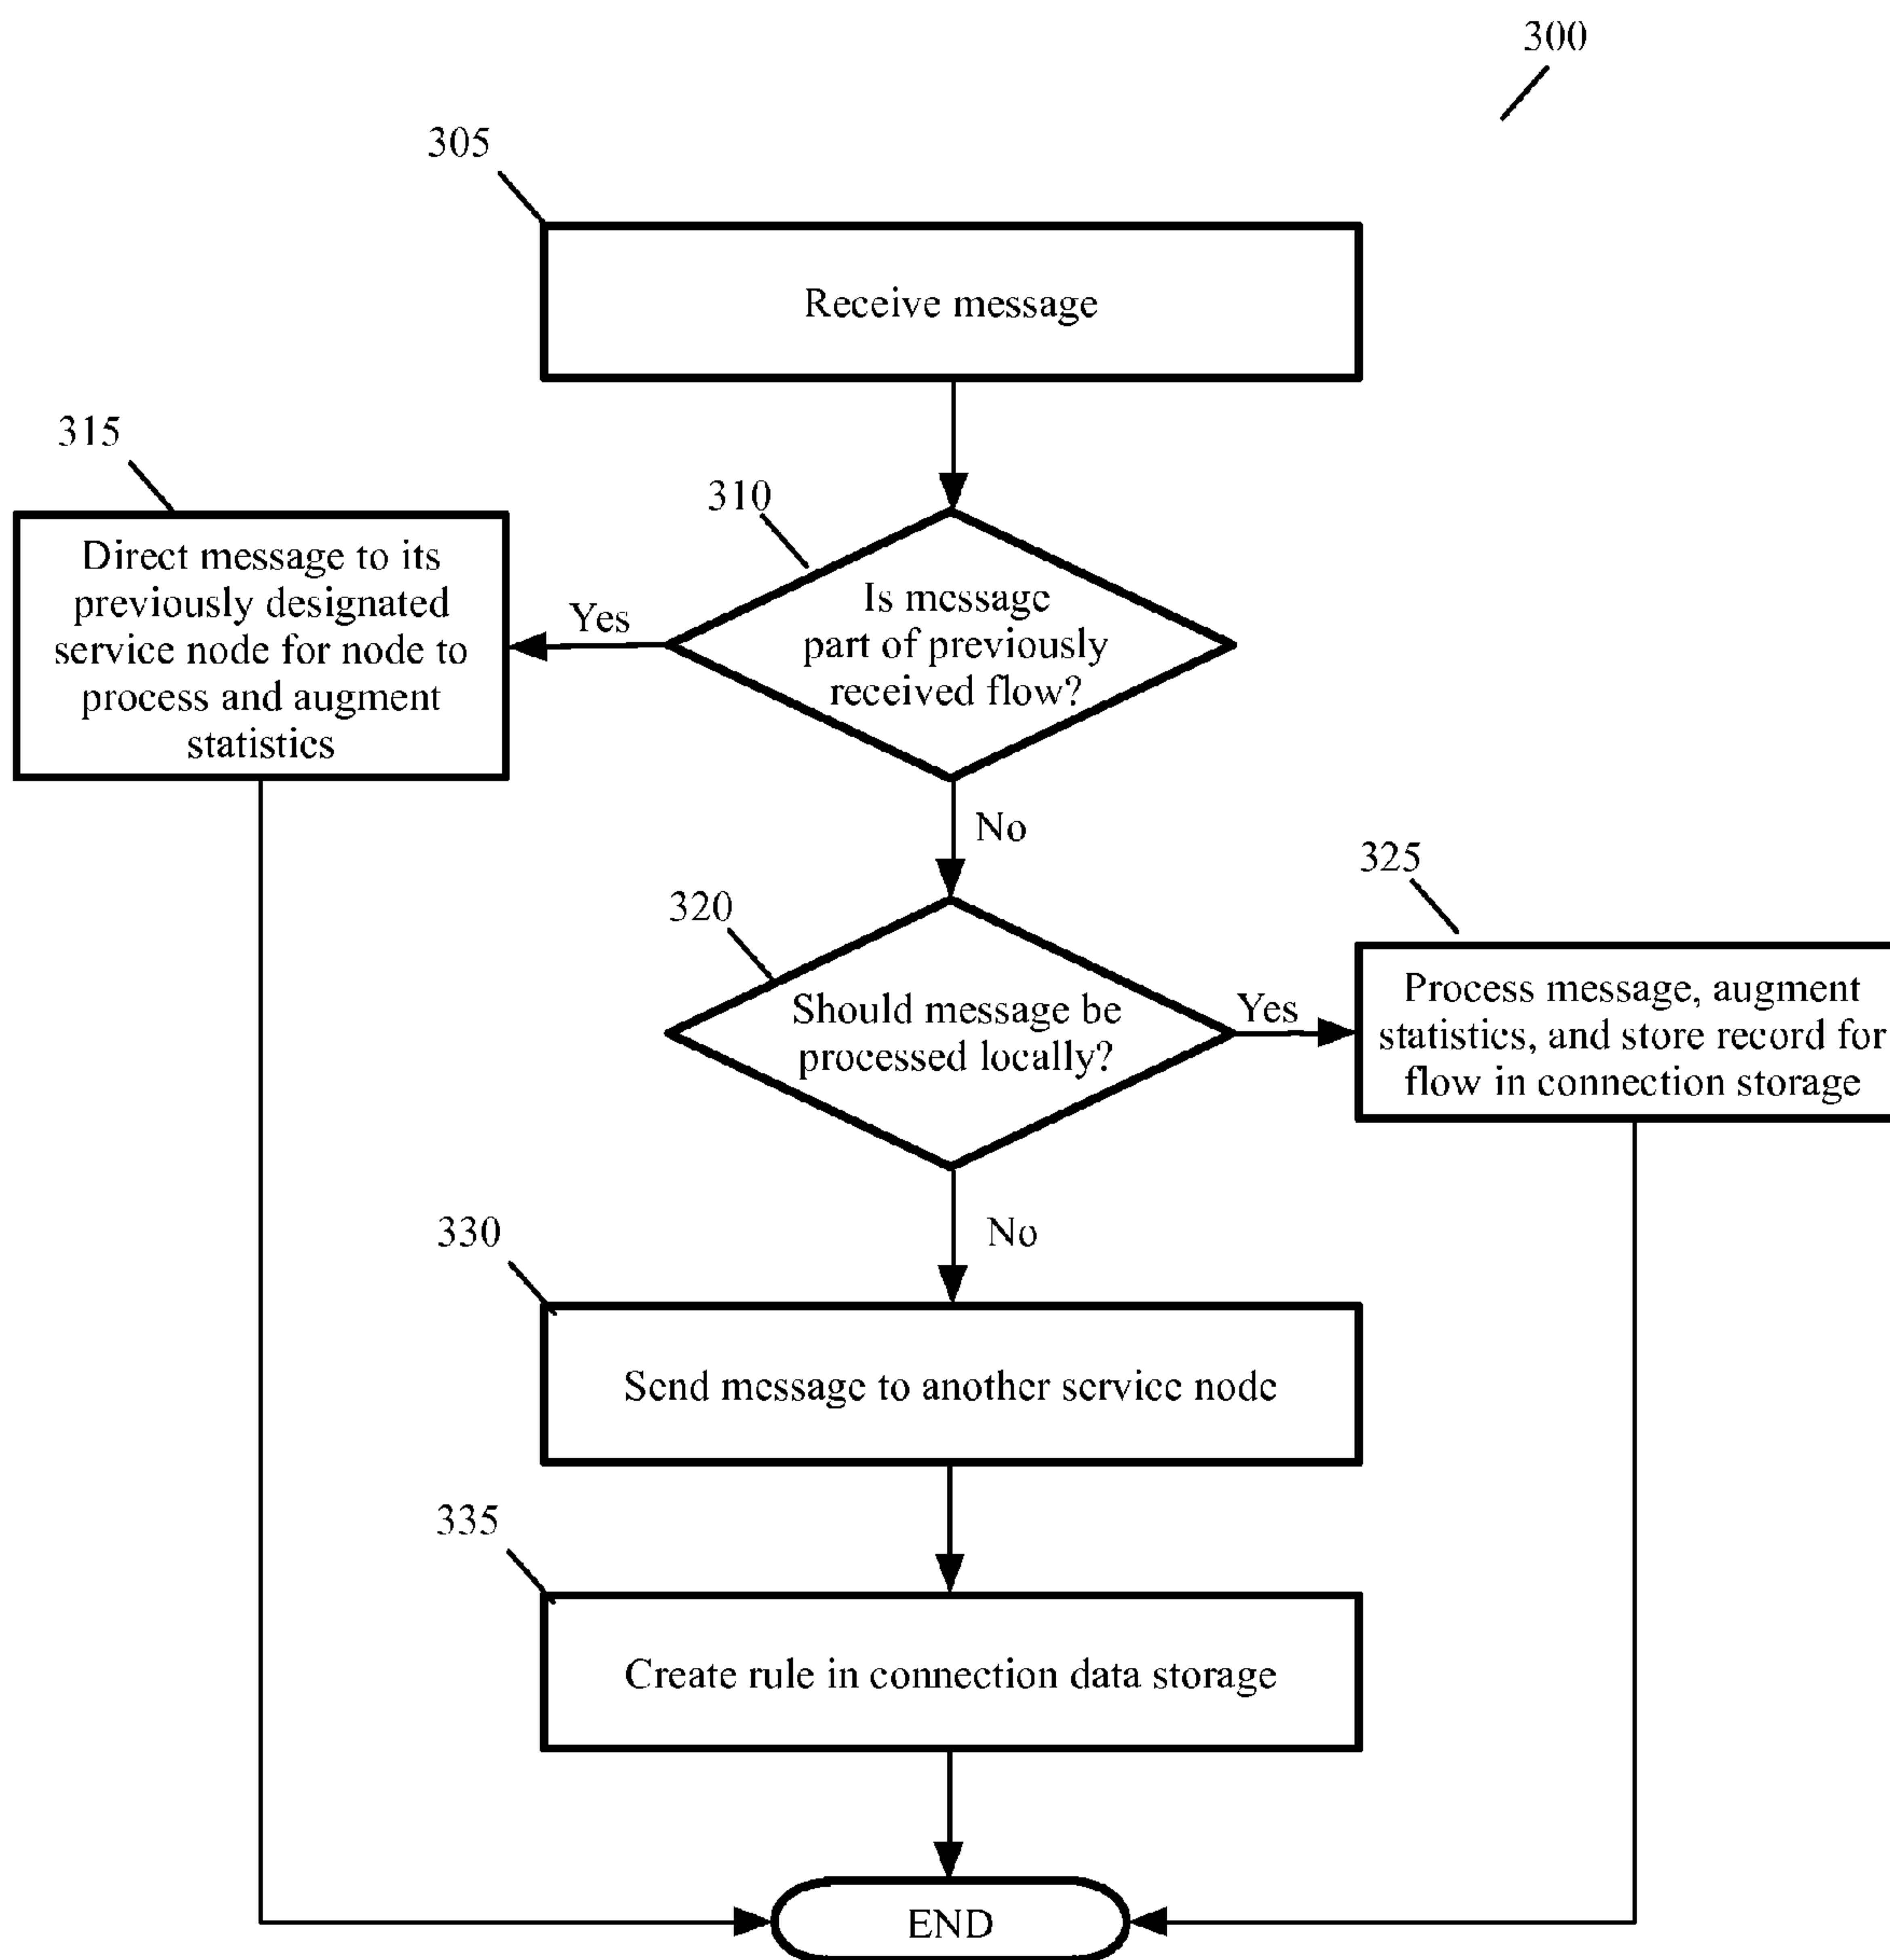 300
305
Receive message
315
Direct message to its
previously designated
service node for node to
process and augment
statistics
310
Is message
part of previously
received flow?
Yes
No
320
Should message be
processed locally?
Yes
325
Process message, augment
statistics, and store record for
flow in connection storage
No
330
Send message to another service node
335
Create rule in connection data storage
END